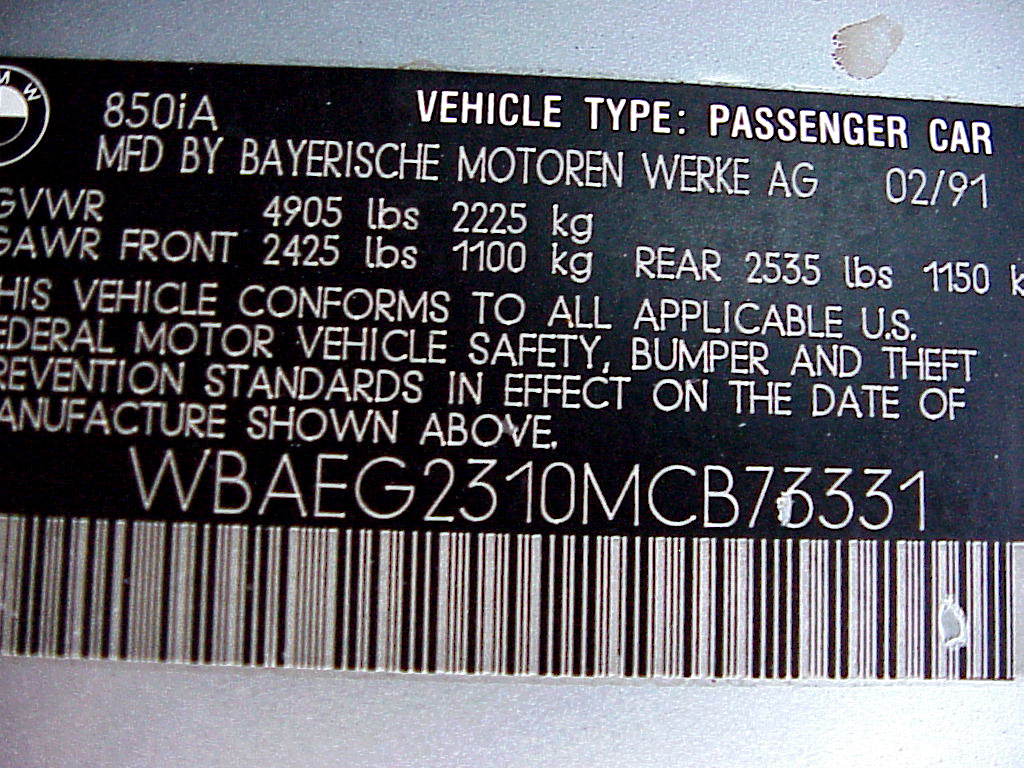 M W
850iA VEHICLE TYPE: PASSENGER CAR
MFD BY BAYERISCHE MOTOREN WERKE AG 02/91
GVWR 4905 lbs 2225 kg
GAWR FRONT 2425 lbs 1100 kg REAR 2535 lbs 1150 k
HIS VEHICLE CONFORMS TO ALL APPLICABLE U.S.
EDERAL MOTOR VEHICLE SAFETY, BUMPER AND THEFT
REVENTION STANDARDS IN EFFECT ON THE DATE OF
ANUFACTURE SHOWN ABOVE.
WBAEG2310MCB73331